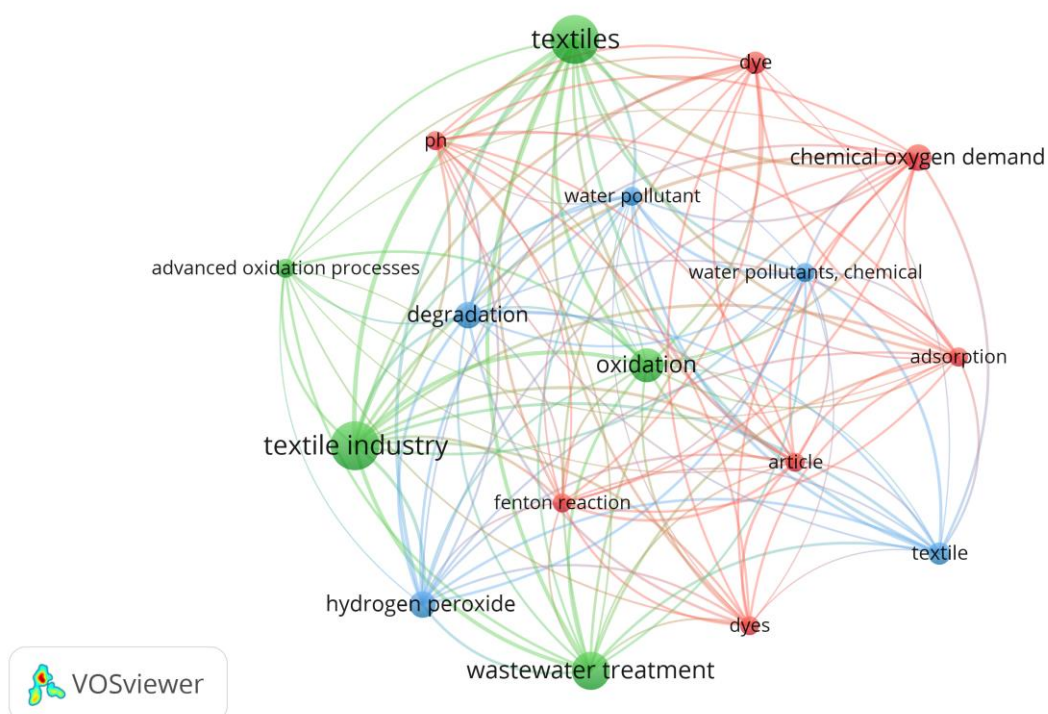 textiles
dye
ph
chemical oxygen demand
water pollutant
advanced oxidation processes
water pollutants, chemical
degradation
oxidation
adsorption
textile industry
article
fenton reaction
textile
hydrogen peroxide
dyes
wastewater treatment
VOSviewer